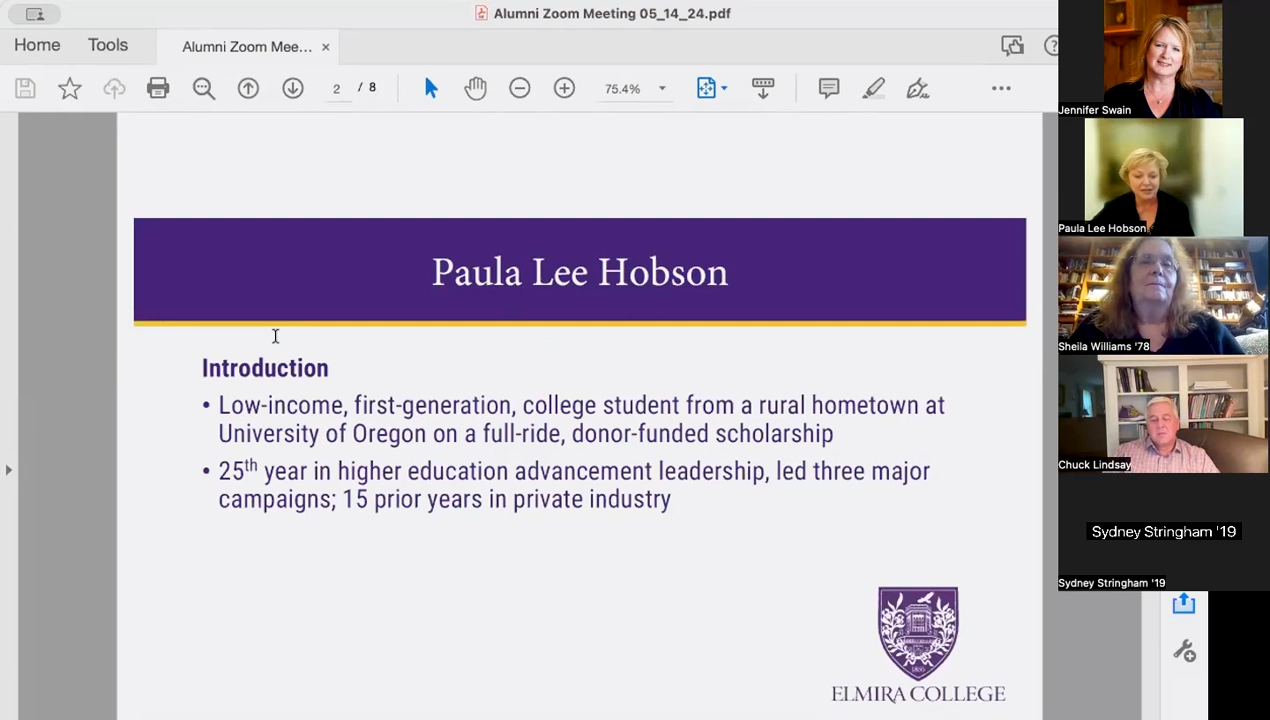 Alumni Zoom Meeting 05_14_24.pdf
Home
Tools
Alumni Zoom Mee... ×
2 / 8
75.4%
Paula Lee Hobson
Introduction
• Low-income, first-generation, college student from a rural hometown at
University of Oregon on a full-ride, donor-funded scholarship
• 25th year in higher education advancement leadership, led three major
campaigns; 15 prior years in private industry
ELMIRA COLLEGE
Jennifer Swain
Paula Lee Hobson
Sheila Williams '78
Chuck Lindsay
Sydney Stringham '19
Sydney Stringham '19